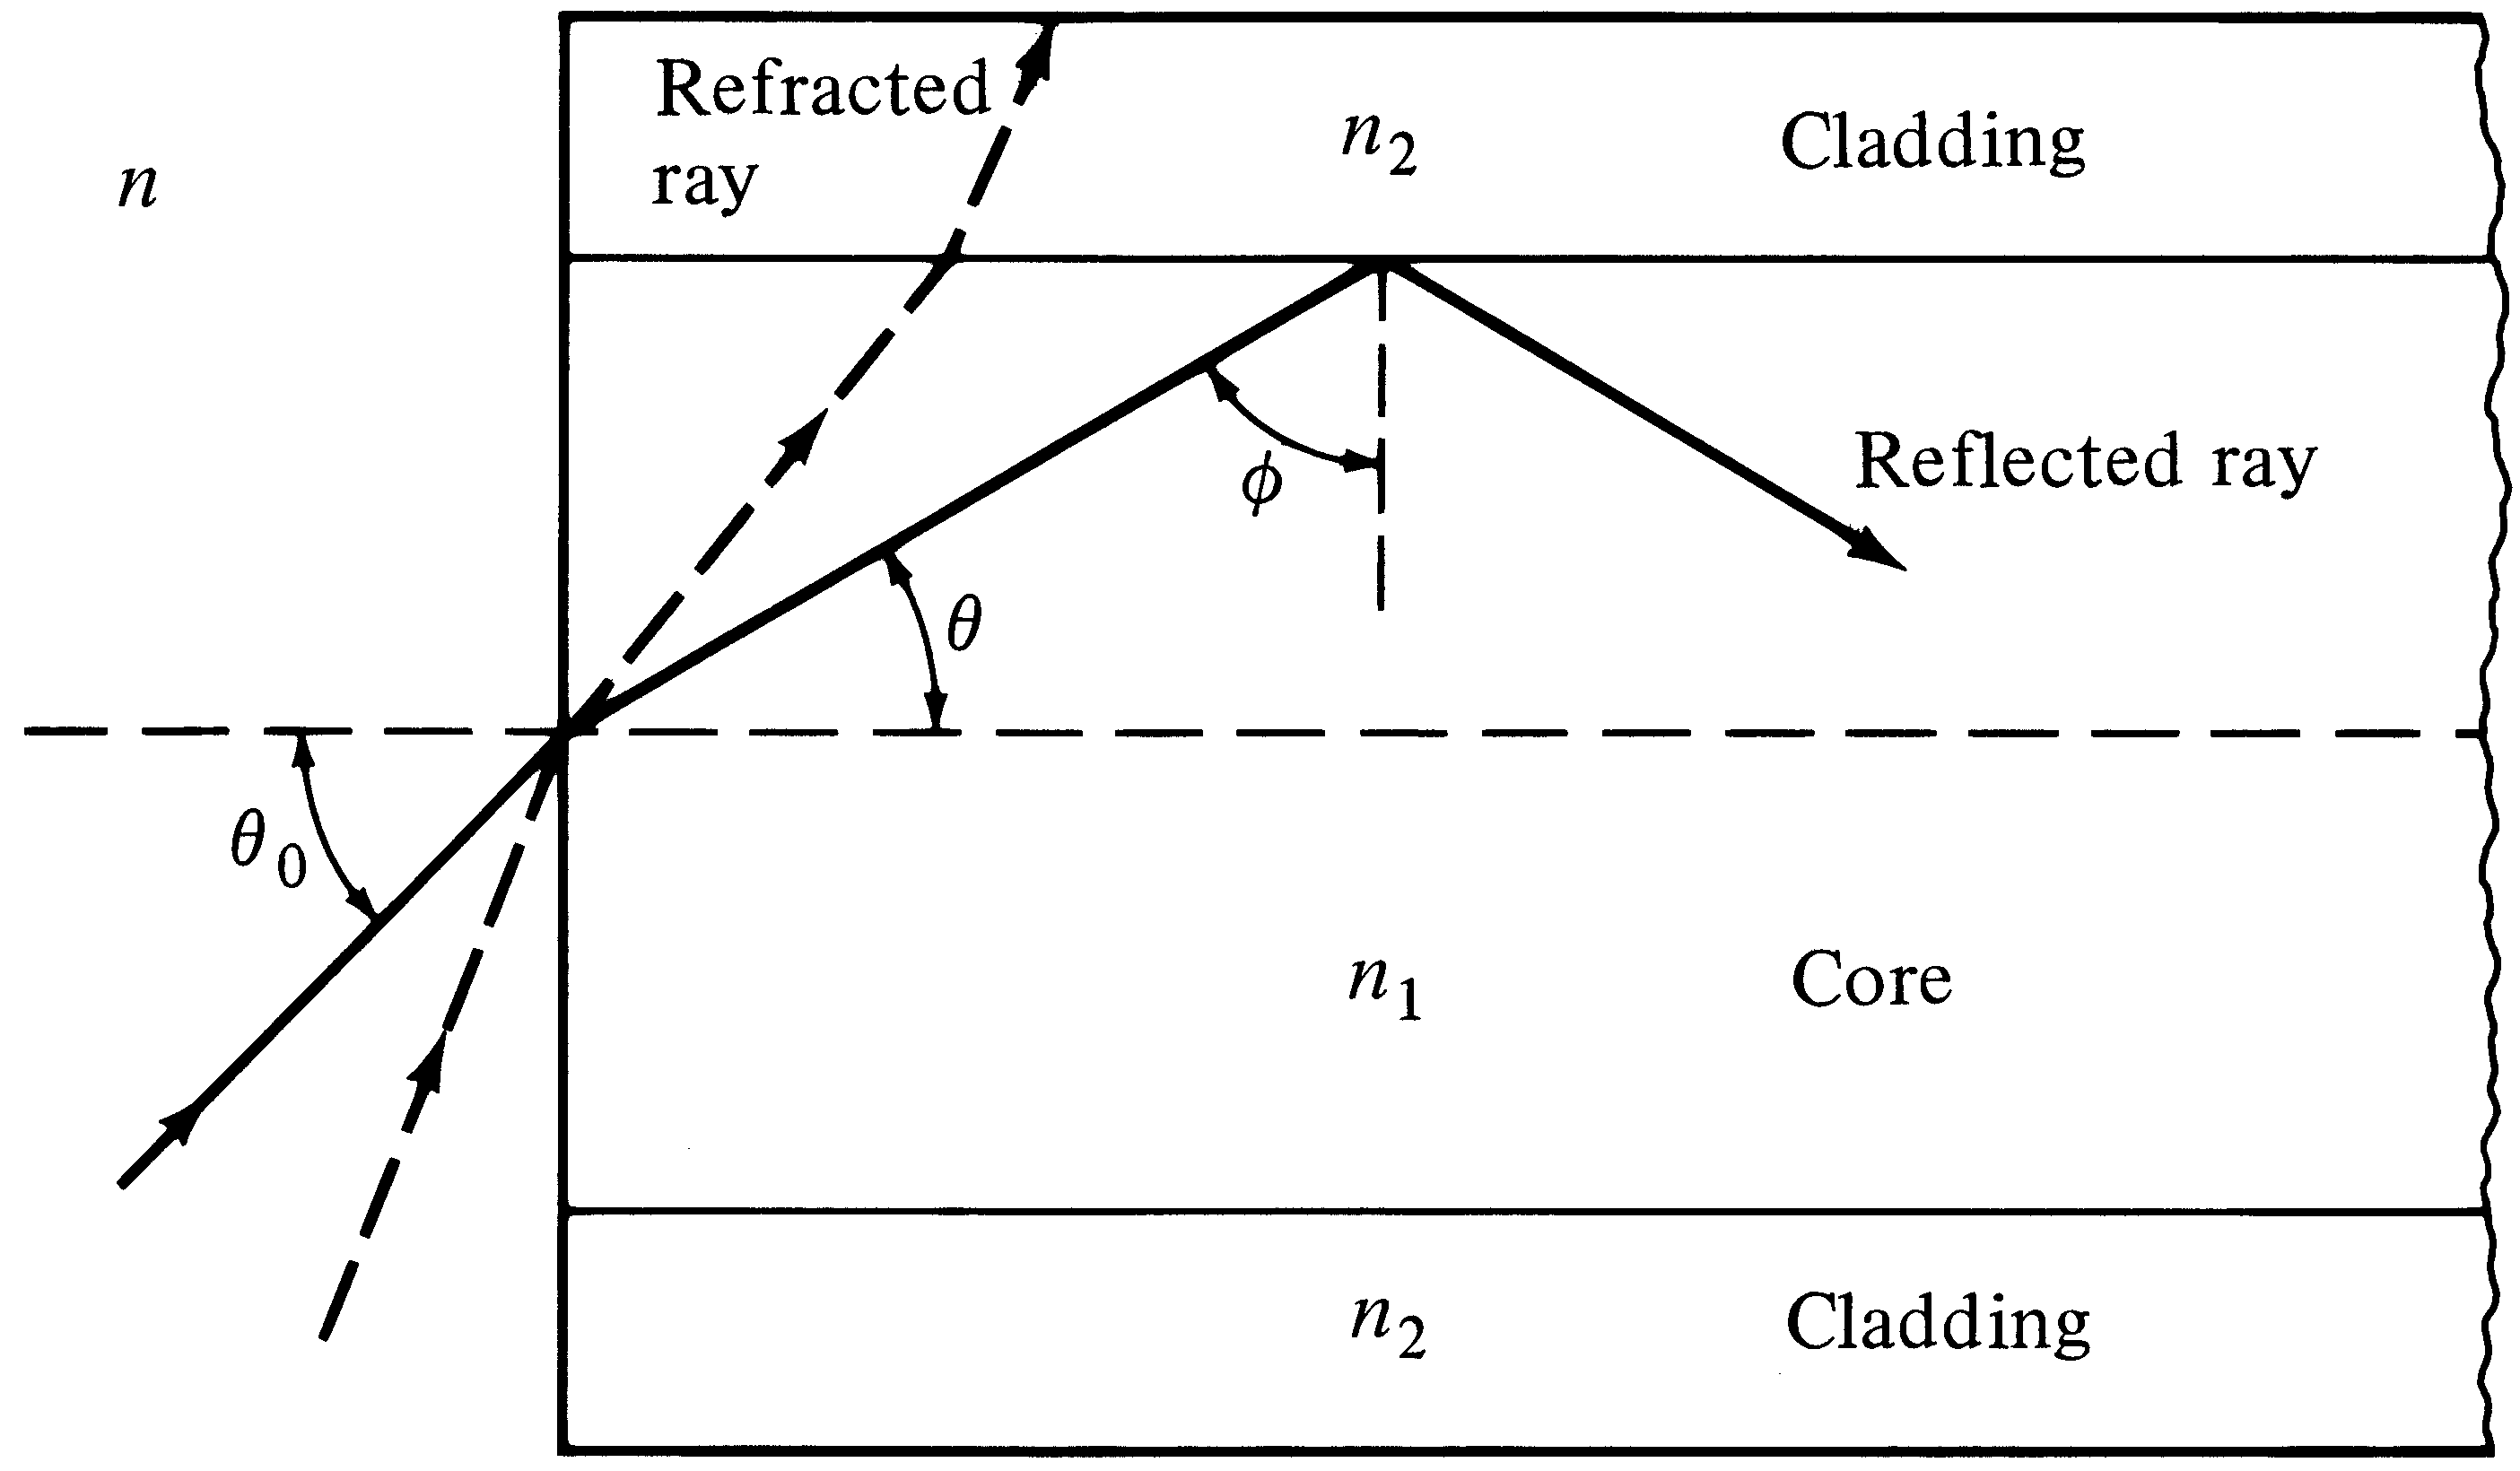 Refracted
ray
n
n₂
Cladding
Reflected ray
ϕ
θ
θ₀
n₁
Core
n₂
Cladding